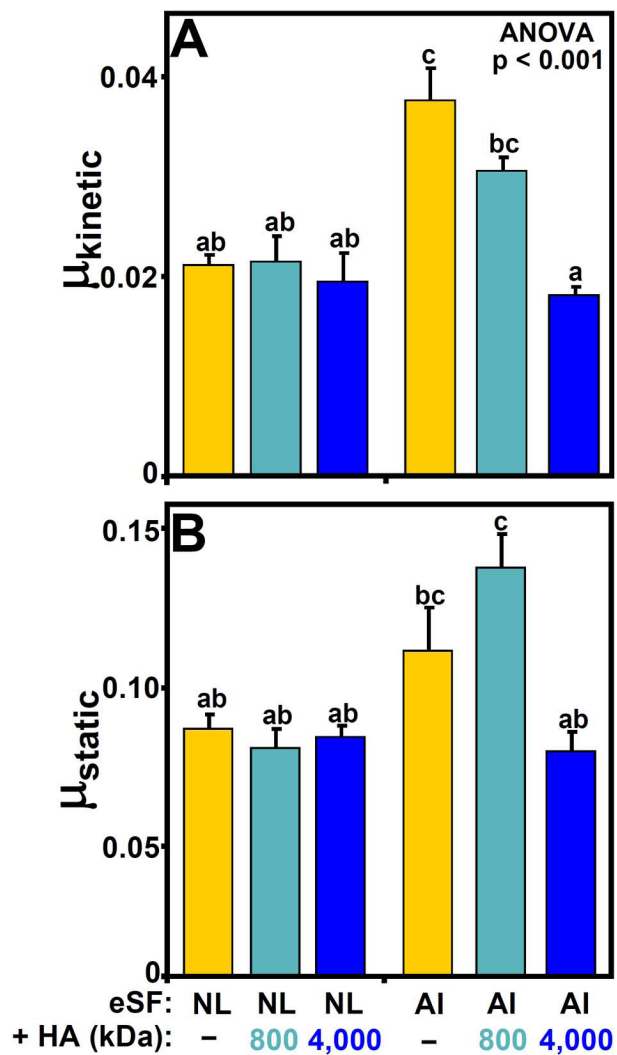 A
ANOVA
p < 0.001
0.04
0.02
0
μkinetic
ab
ab
ab
c
bc
a
B
0.15
0.10
0.05
0
μstatic
ab
ab
ab
bc
c
ab
eSF: NL NL NL AI AI AI
+ HA (kDa): – 800 4,000 – 800 4,000